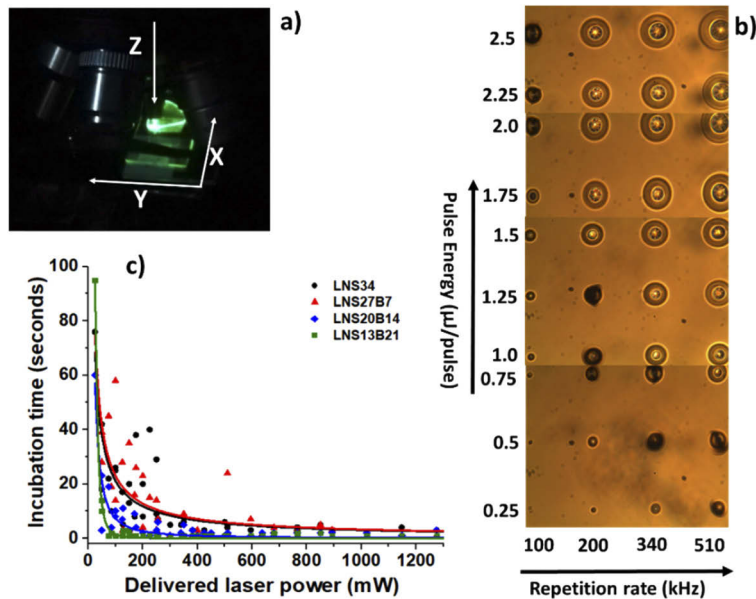 a)
Z
X
Y
b)
2.5
2.25
2.0
1.75
1.5
1.25
1.0
0.75
0.5
0.25
Pulse Energy (µJ/pulse)
100 200 340 510
Repetition rate (kHz)
c)
LNS34
LNS27B7
LNS20B14
LNS13B21
100
80
60
40
20
0
Incubation time (seconds)
0 200 400 600 800 1000 1200
Delivered laser power (mW)